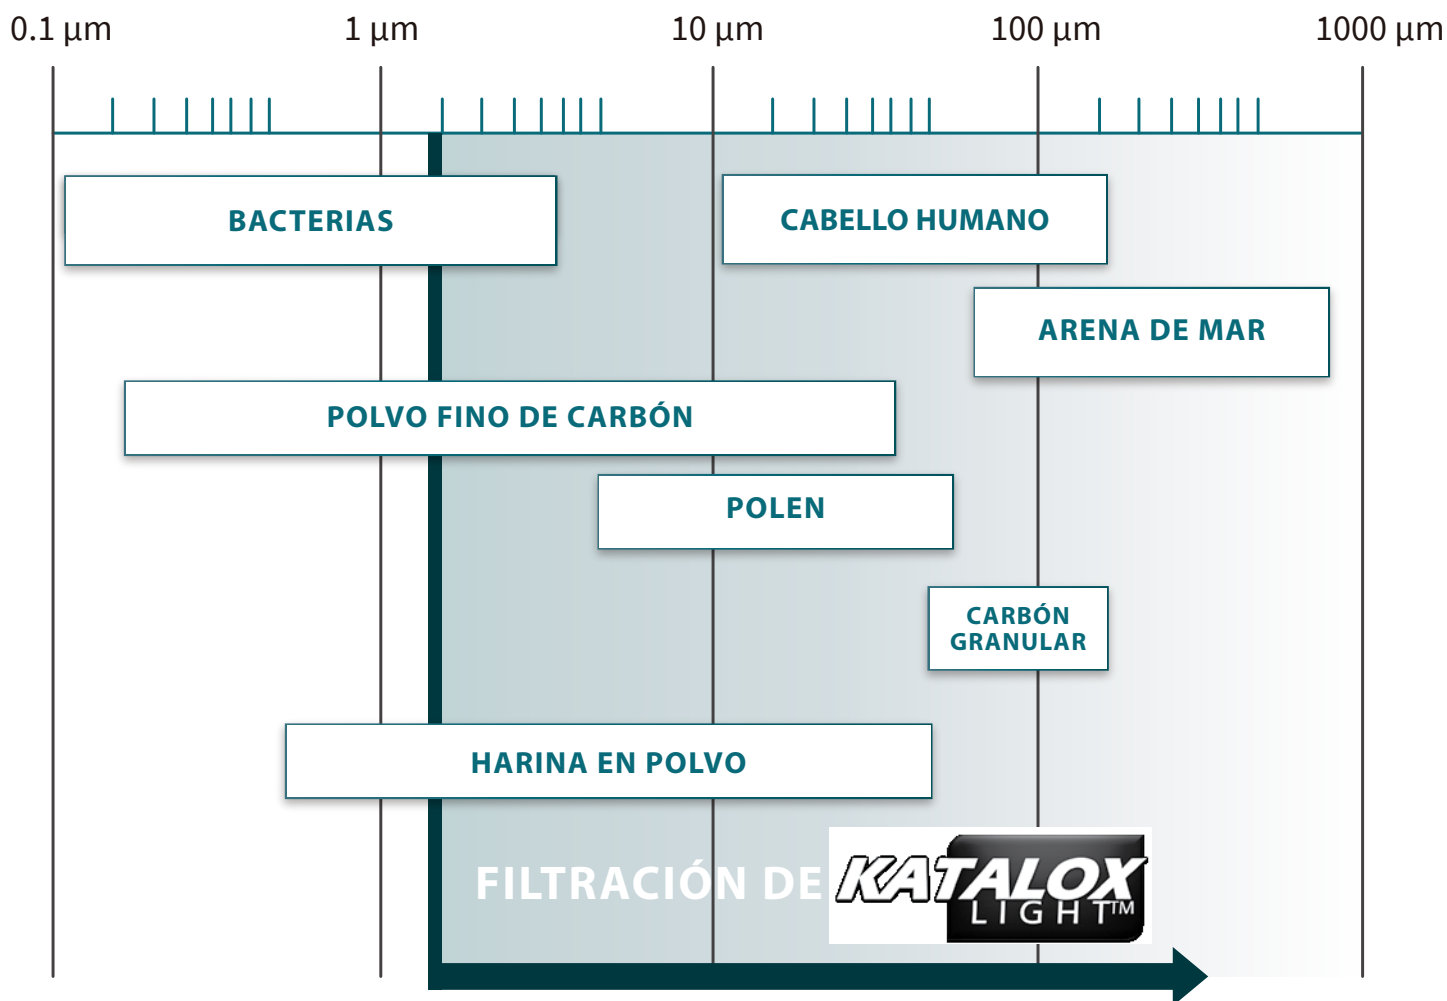 0.1 µm 1 µm 10 µm 100 µm 1000 µm
BACTERIAS
CABELLO HUMANO
ARENA DE MAR
POLVO FINO DE CARBÓN
POLEN
CARBÓN
GRANULAR
HARINA EN POLVO
FILTRACIÓN DE KATALOX
LIGHT™